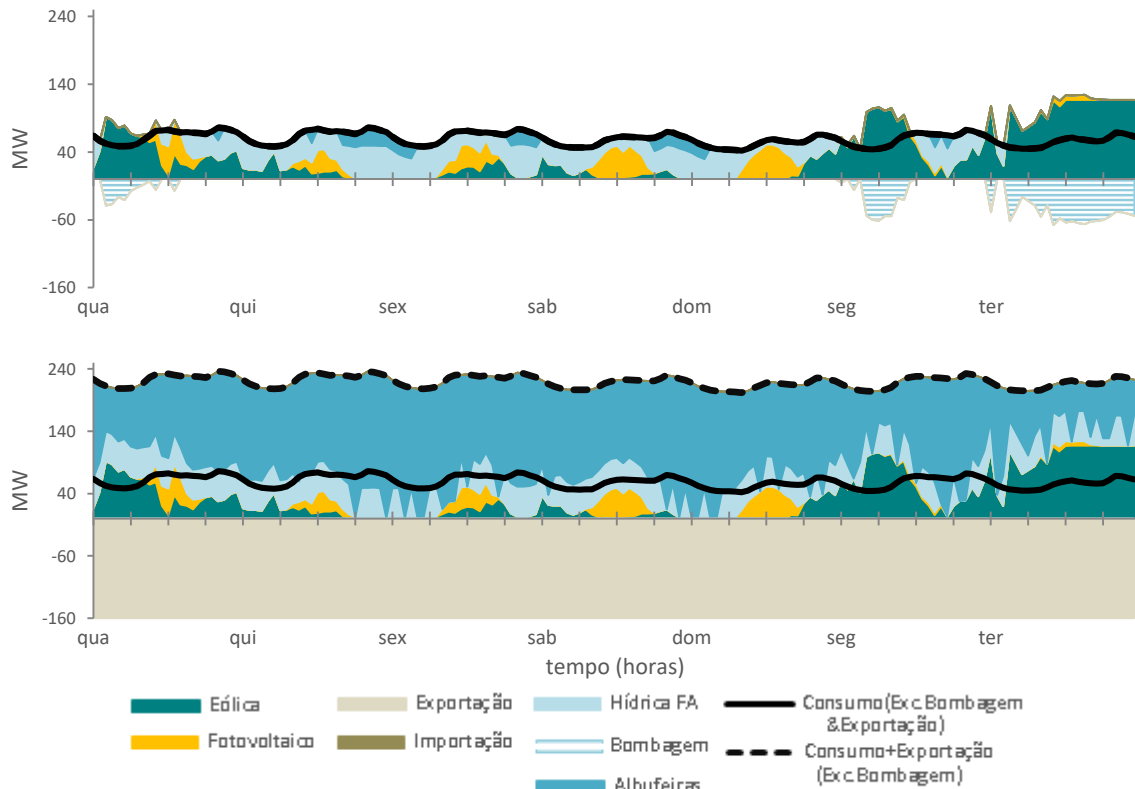 240
140
MW
40
-60
-160
qua qui sex sab dom seg ter
240
140
MW
40
-60
-160
qua qui sex sab dom seg ter
tempo (horas)
Eólica
Exportação
Hídrica FA
Consumo(Exc.Bombagem
&Exportação)
Fotovoltaico
Importação
Bombagem
Consumo+Exportação
(Exc.Bombagem)
Albufeiras